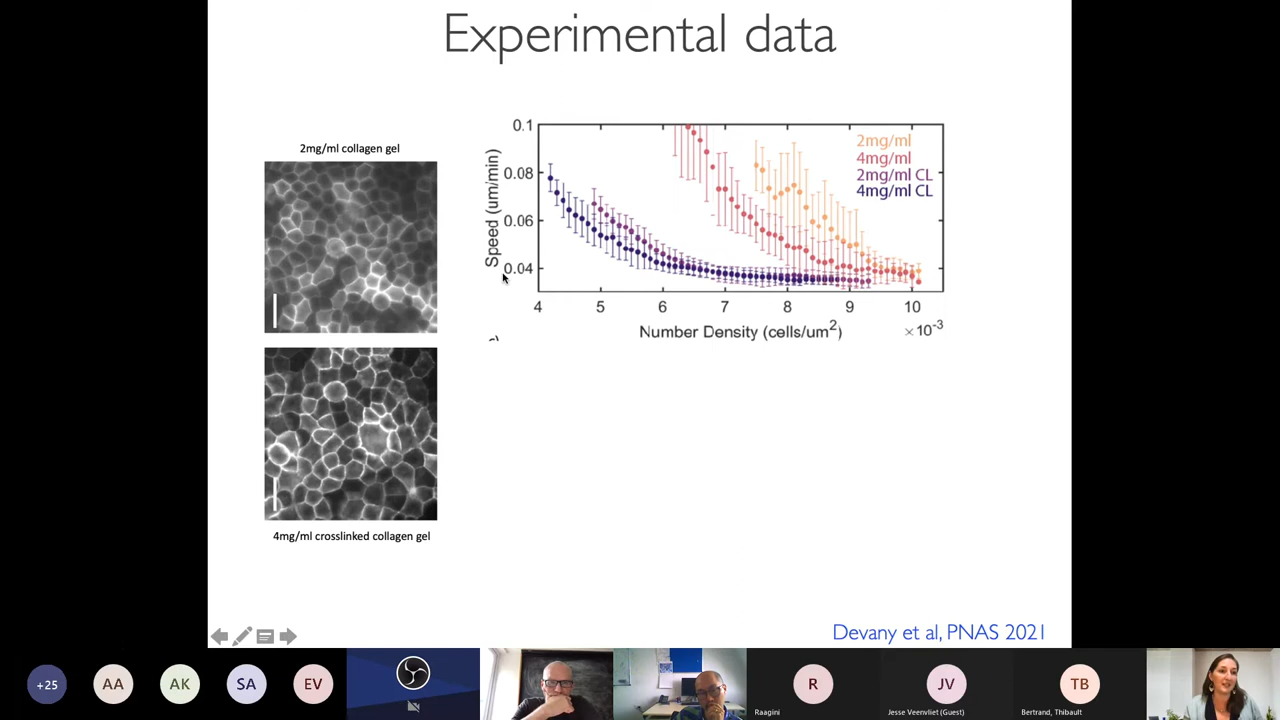 Experimental data
2mg/ml collagen gel
4mg/ml crosslinked collagen gel
Speed (um/min)
0.1
0.08
0.06
0.04
4 5 6 7 8 9 10
Number Density (cells/um2)
×10-3
2mg/ml
4mg/ml
2mg/ml CL
4mg/ml CL
Devany et al, PNAS 2021
+25
AA
AK
SA
EV
R
Raagini
JV
Jesse Veenvliet (Guest)
TB
Bertrand, Thibault